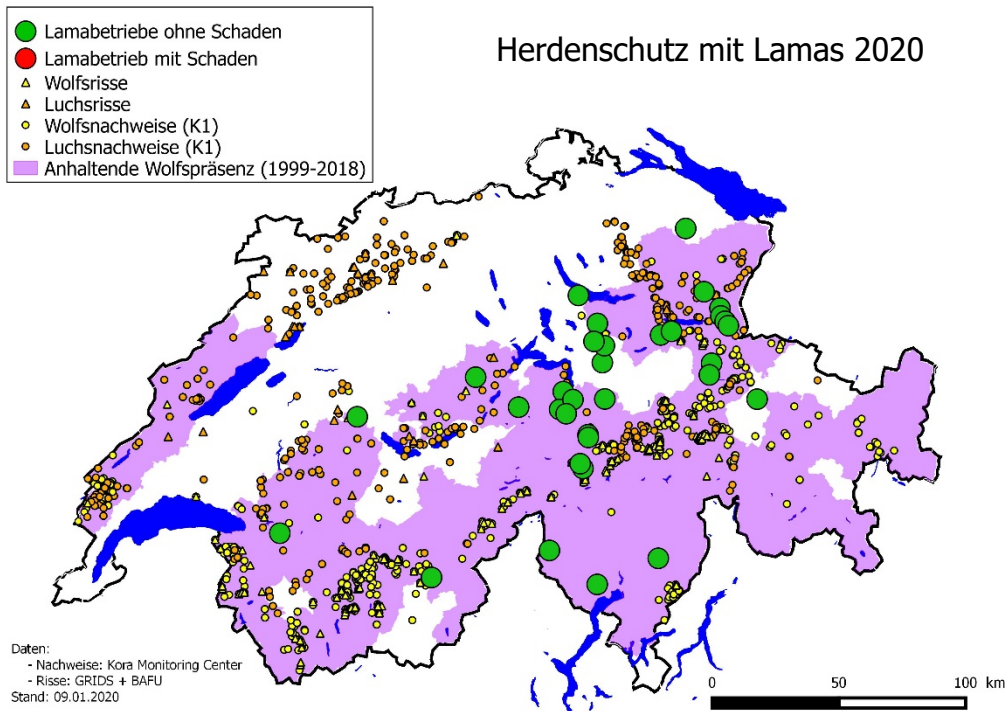 Lamabetriebe ohne Schaden
Lamabetrieb mit Schaden
Wolfsrisse
Luchsrisse
Wolfsnachweise (K1)
Luchsnachweise (K1)
Anhaltende Wolfspräsenz (1999-2018)
Herdenschutz mit Lamas 2020
Daten:
- Nachweise: Kora Monitoring Center
- Risse: GRIDS + BAFU
Stand: 09.01.2020
0 50 100 km